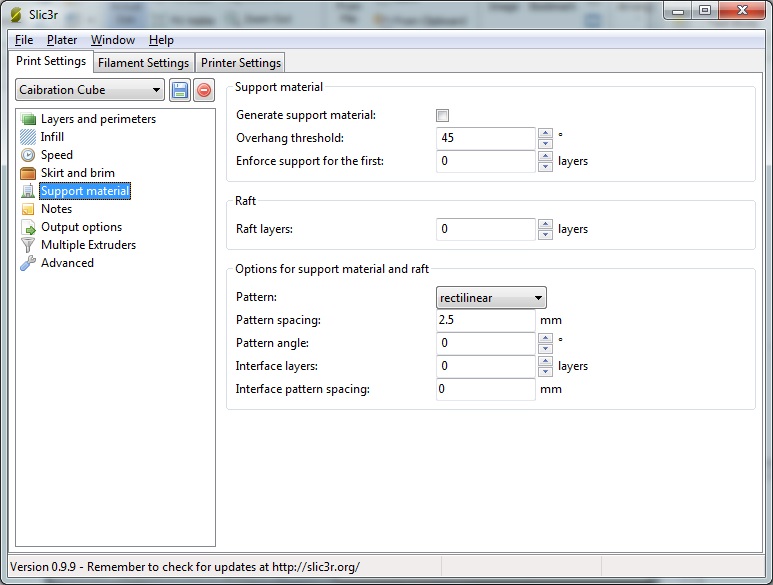 Slic3r
File Plater Window Help
Print Settings Filament Settings Printer Settings
Caibration Cube
Layers and perimeters
Infill
Speed
Skirt and brim
Support material
Notes
Output options
Multiple Extruders
Advanced
Support material
Generate support material:
Overhang threshold: 45 °
Enforce support for the first: 0 layers
Raft
Raft layers: 0 layers
Options for support material and raft
Pattern: rectilinear
Pattern spacing: 2.5 mm
Pattern angle: 0 °
Interface layers: 0 layers
Interface pattern spacing: 0 mm
Version 0.9.9 - Remember to check for updates at http://slic3r.org/